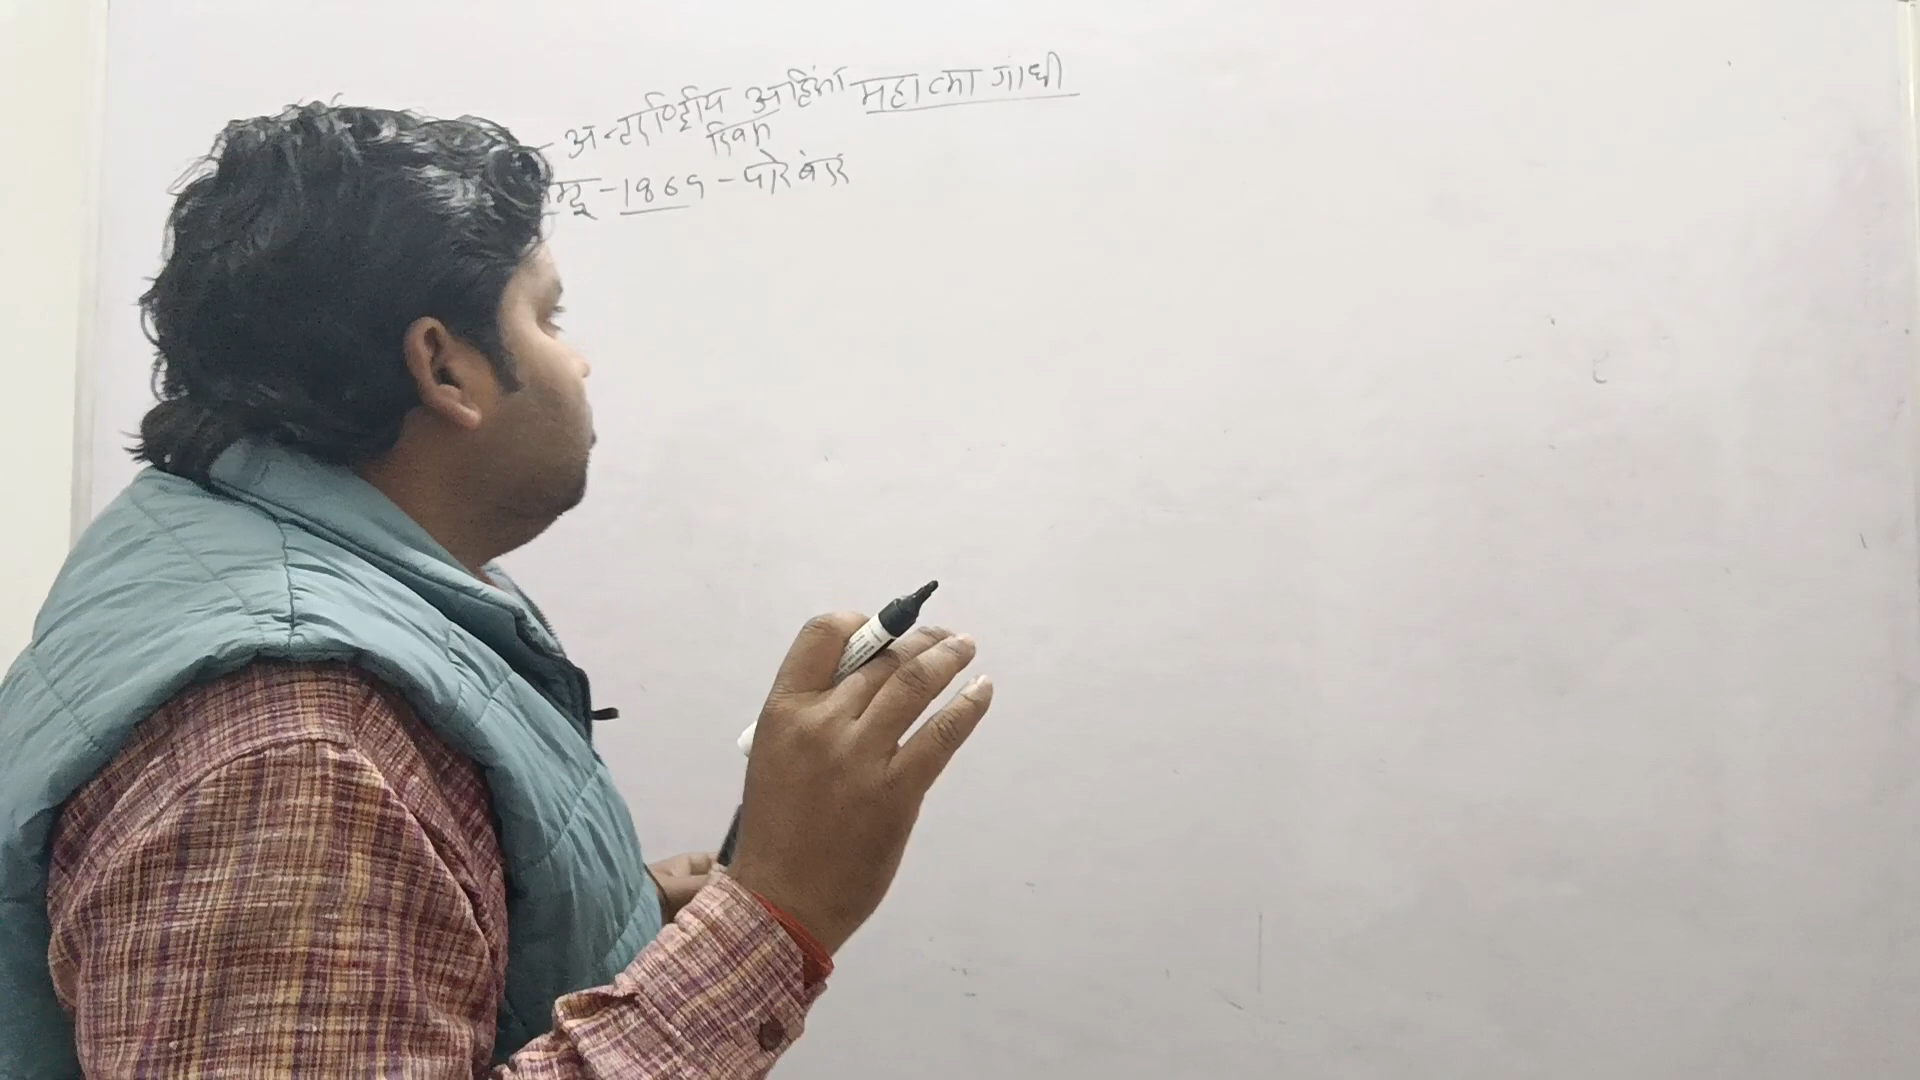 महात्मा गांधी
- अन्तर्राष्ट्रीय अहिंसा
दिवस
- 1869 - पोरबंदर